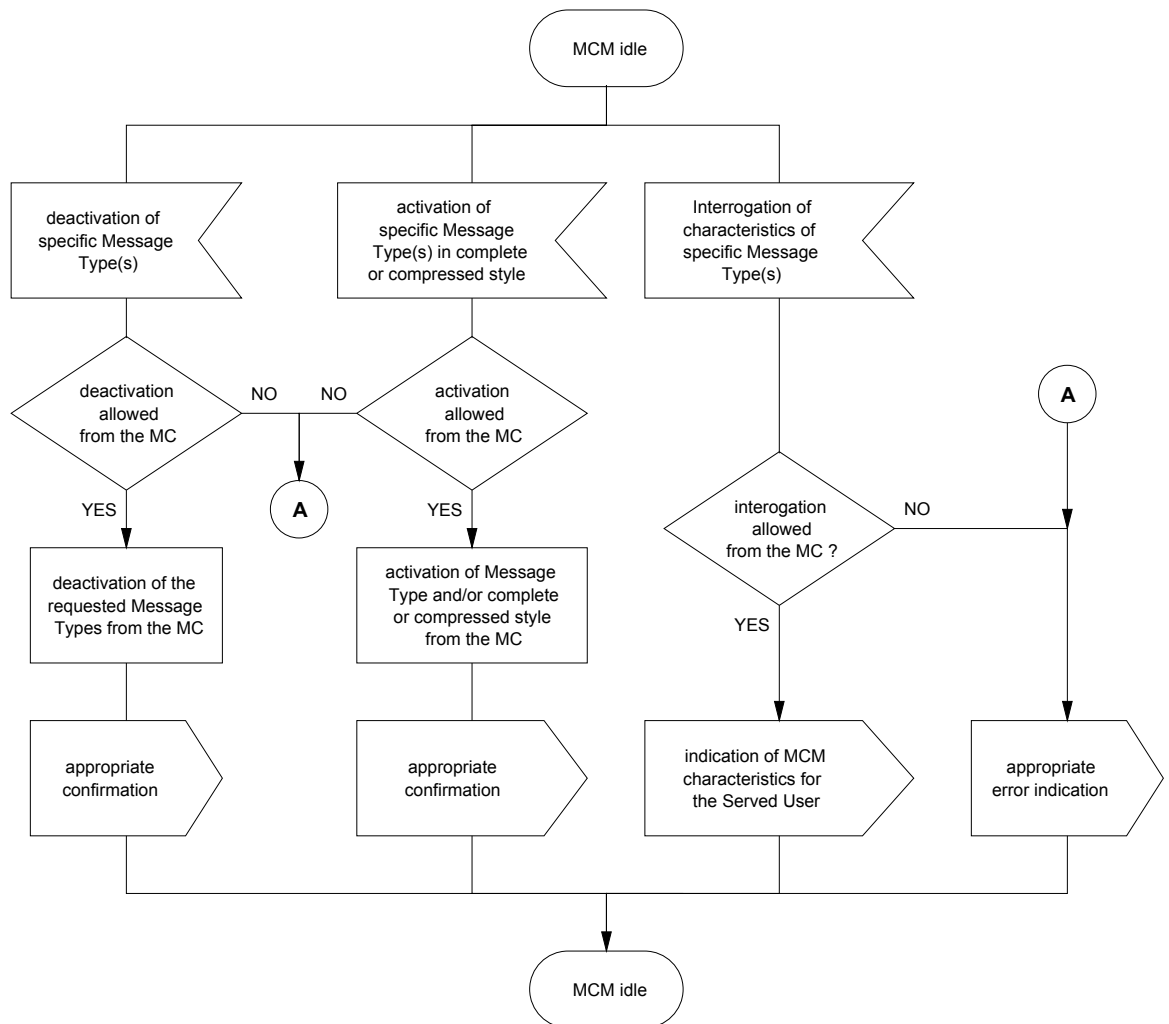 MCM idle
deactivation of
specific Message
Type(s)
activation of
specific Message
Type(s) in complete
or compressed style
Interrogation of
characteristics of
specific Message
Type(s)
deactivation
allowed
from the MC
NO
NO
activation
allowed
from the MC
A
YES
A
YES
interogation
allowed
from the MC ?
NO
YES
deactivation of the
requested Message
Types from the MC
activation of Message
Type and/or complete
or compressed style
from the MC
appropriate
confirmation
appropriate
confirmation
indication of MCM
characteristics for
the Served User
appropriate
error indication
MCM idle